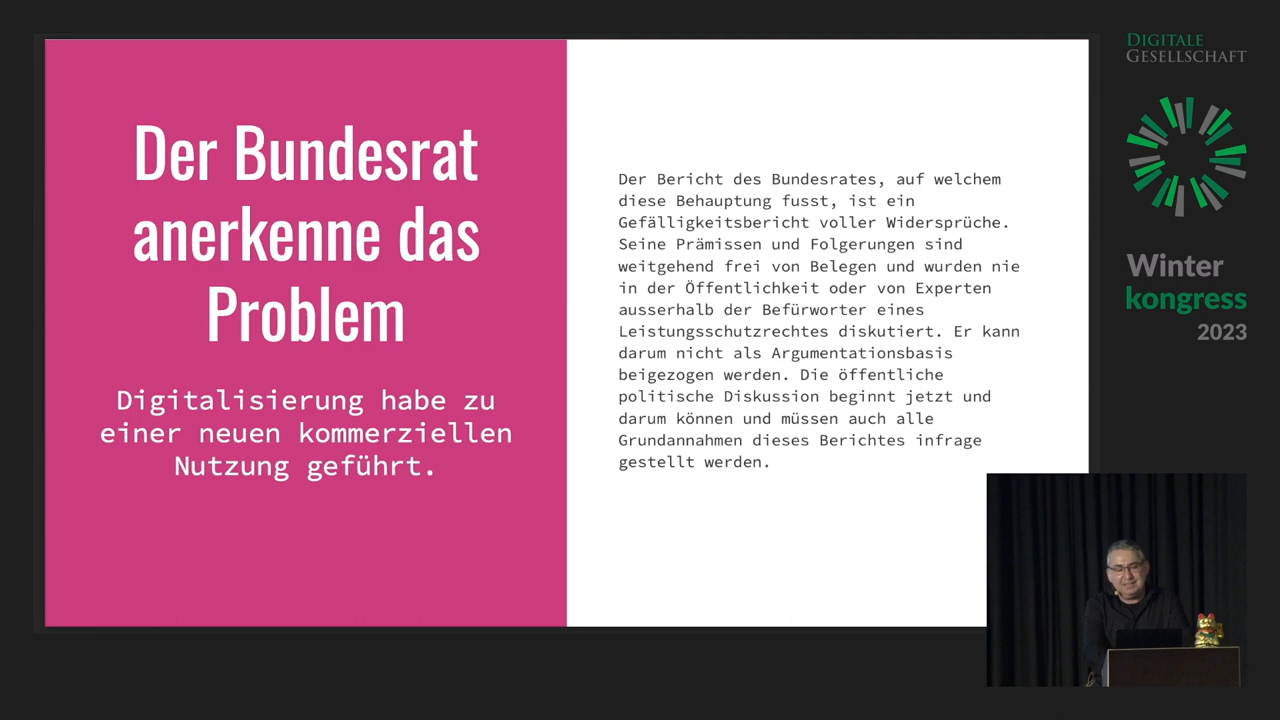 Der Bundesrat
anerkenne das
Problem
Digitalisierung habe zu
einer neuen kommerziellen
Nutzung geführt.
Der Bericht des Bundesrates, auf welchem
diese Behauptung fusst, ist ein
Gefälligkeitsbericht voller Widersprüche.
Seine Prämissen und Folgerungen sind
weitgehend frei von Belegen und wurden nie
in der Öffentlichkeit oder von Experten
ausserhalb der Befürworter eines
Leistungsschutzrechtes diskutiert. Er kann
darum nicht als Argumentationsbasis
beigezogen werden. Die öffentliche
politische Diskussion beginnt jetzt und
darum können und müssen auch alle
Grundannahmen dieses Berichtes infrage
gestellt werden.
DIGITALE
GESELLSCHAFT
Winter
kongress
2023